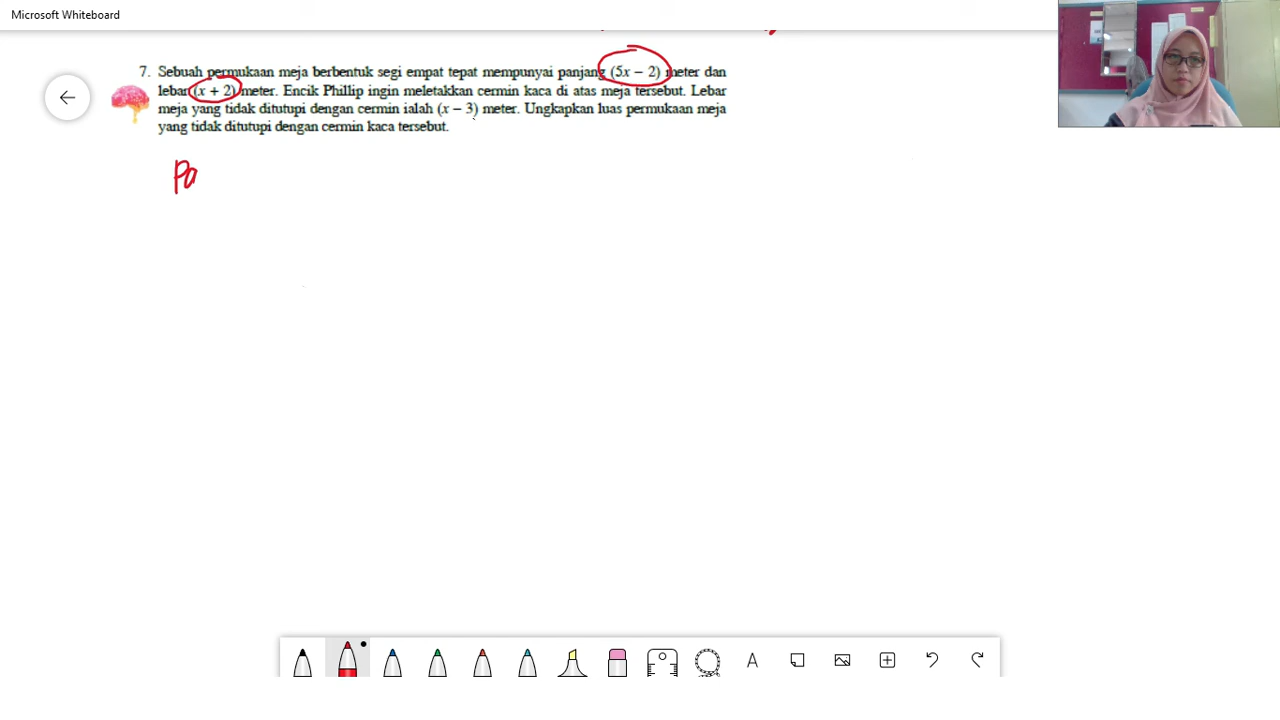 Microsoft Whiteboard
7. Sebuah permukaan meja berbentuk segi empat tepat mempunyai panjang (5x − 2) meter dan
lebar (x + 2) meter. Encik Phillip ingin meletakkan cermin kaca di atas meja tersebut. Lebar
meja yang tidak ditutupi dengan cermin ialah (x − 3) meter. Ungkapkan luas permukaan meja
yang tidak ditutupi dengan cermin kaca tersebut.
Pa
A